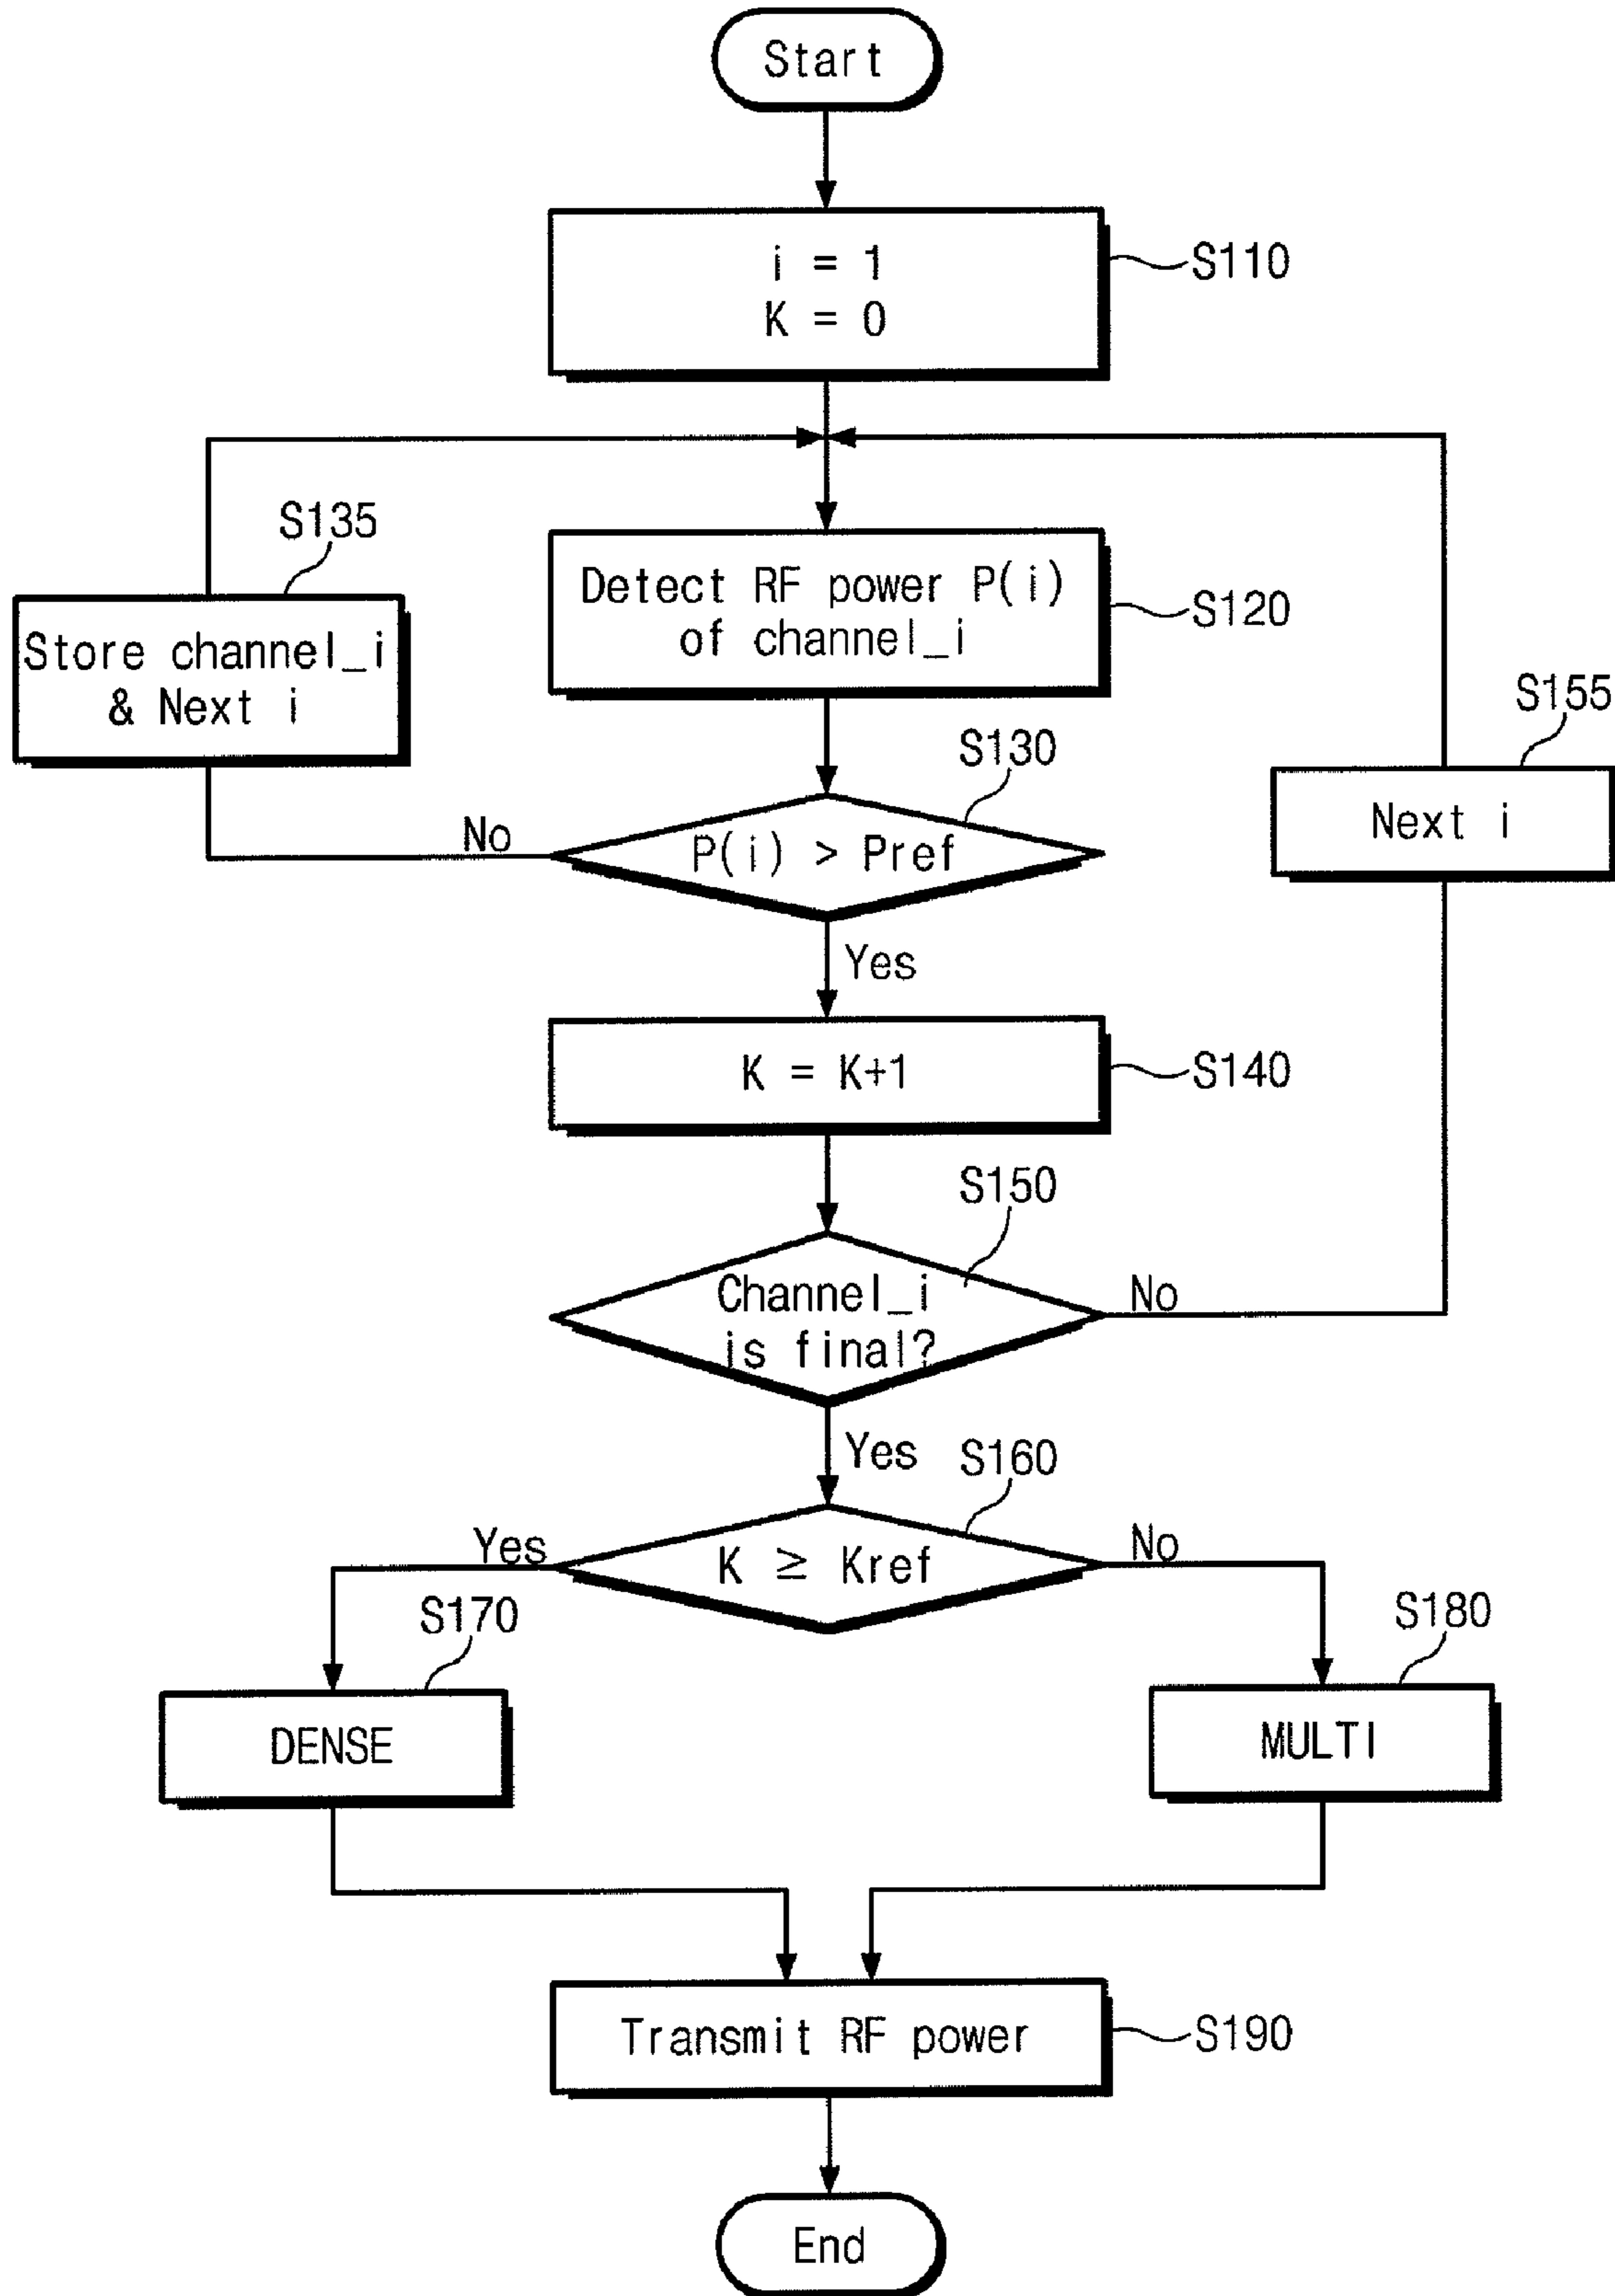 Start
i = 1
K = 0
S110
S135
Store channel_i
& Next i
Detect RF power P(i)
of channel_i
S120
S155
Next i
S130
No
P(i) > Pref
Yes
K = K+1
S140
S150
Channel_i
is final?
No
Yes
S160
Yes
K ≥ Kref
No
S170
DENSE
S180
MULTI
Transmit RF power
S190
End